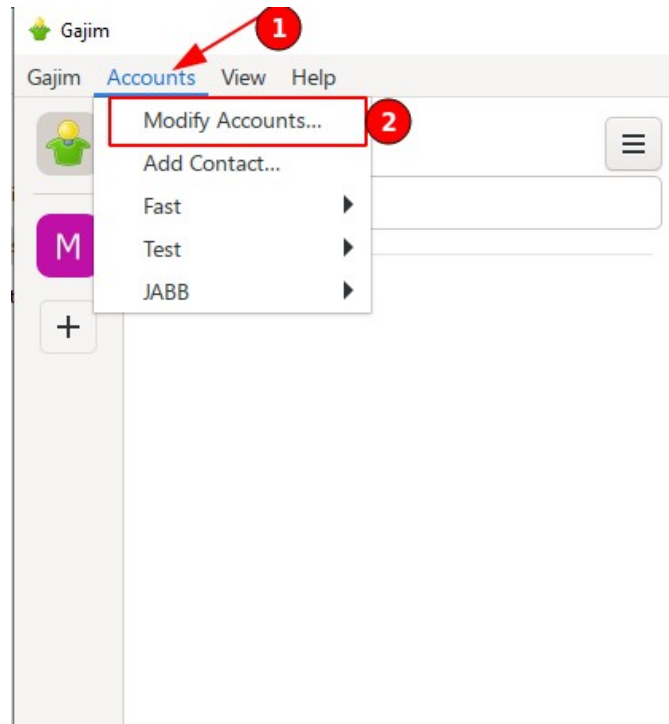 Gajim
1
Gajim Accounts View Help
Modify Accounts...
2
Add Contact...
Fast
Test
JABB
M
+